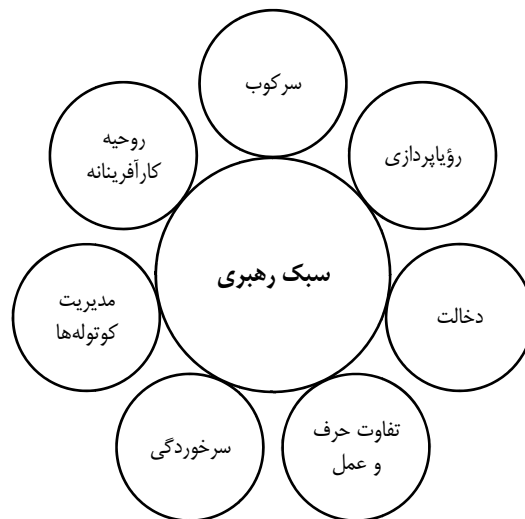 سرکوب
رؤیاپردازی
دخالت
تفاوت حرف
و عمل
سرخوردگی
مدیریت
کوتوله‌ها
روحیه
کارآفرینانه
سبک رهبری